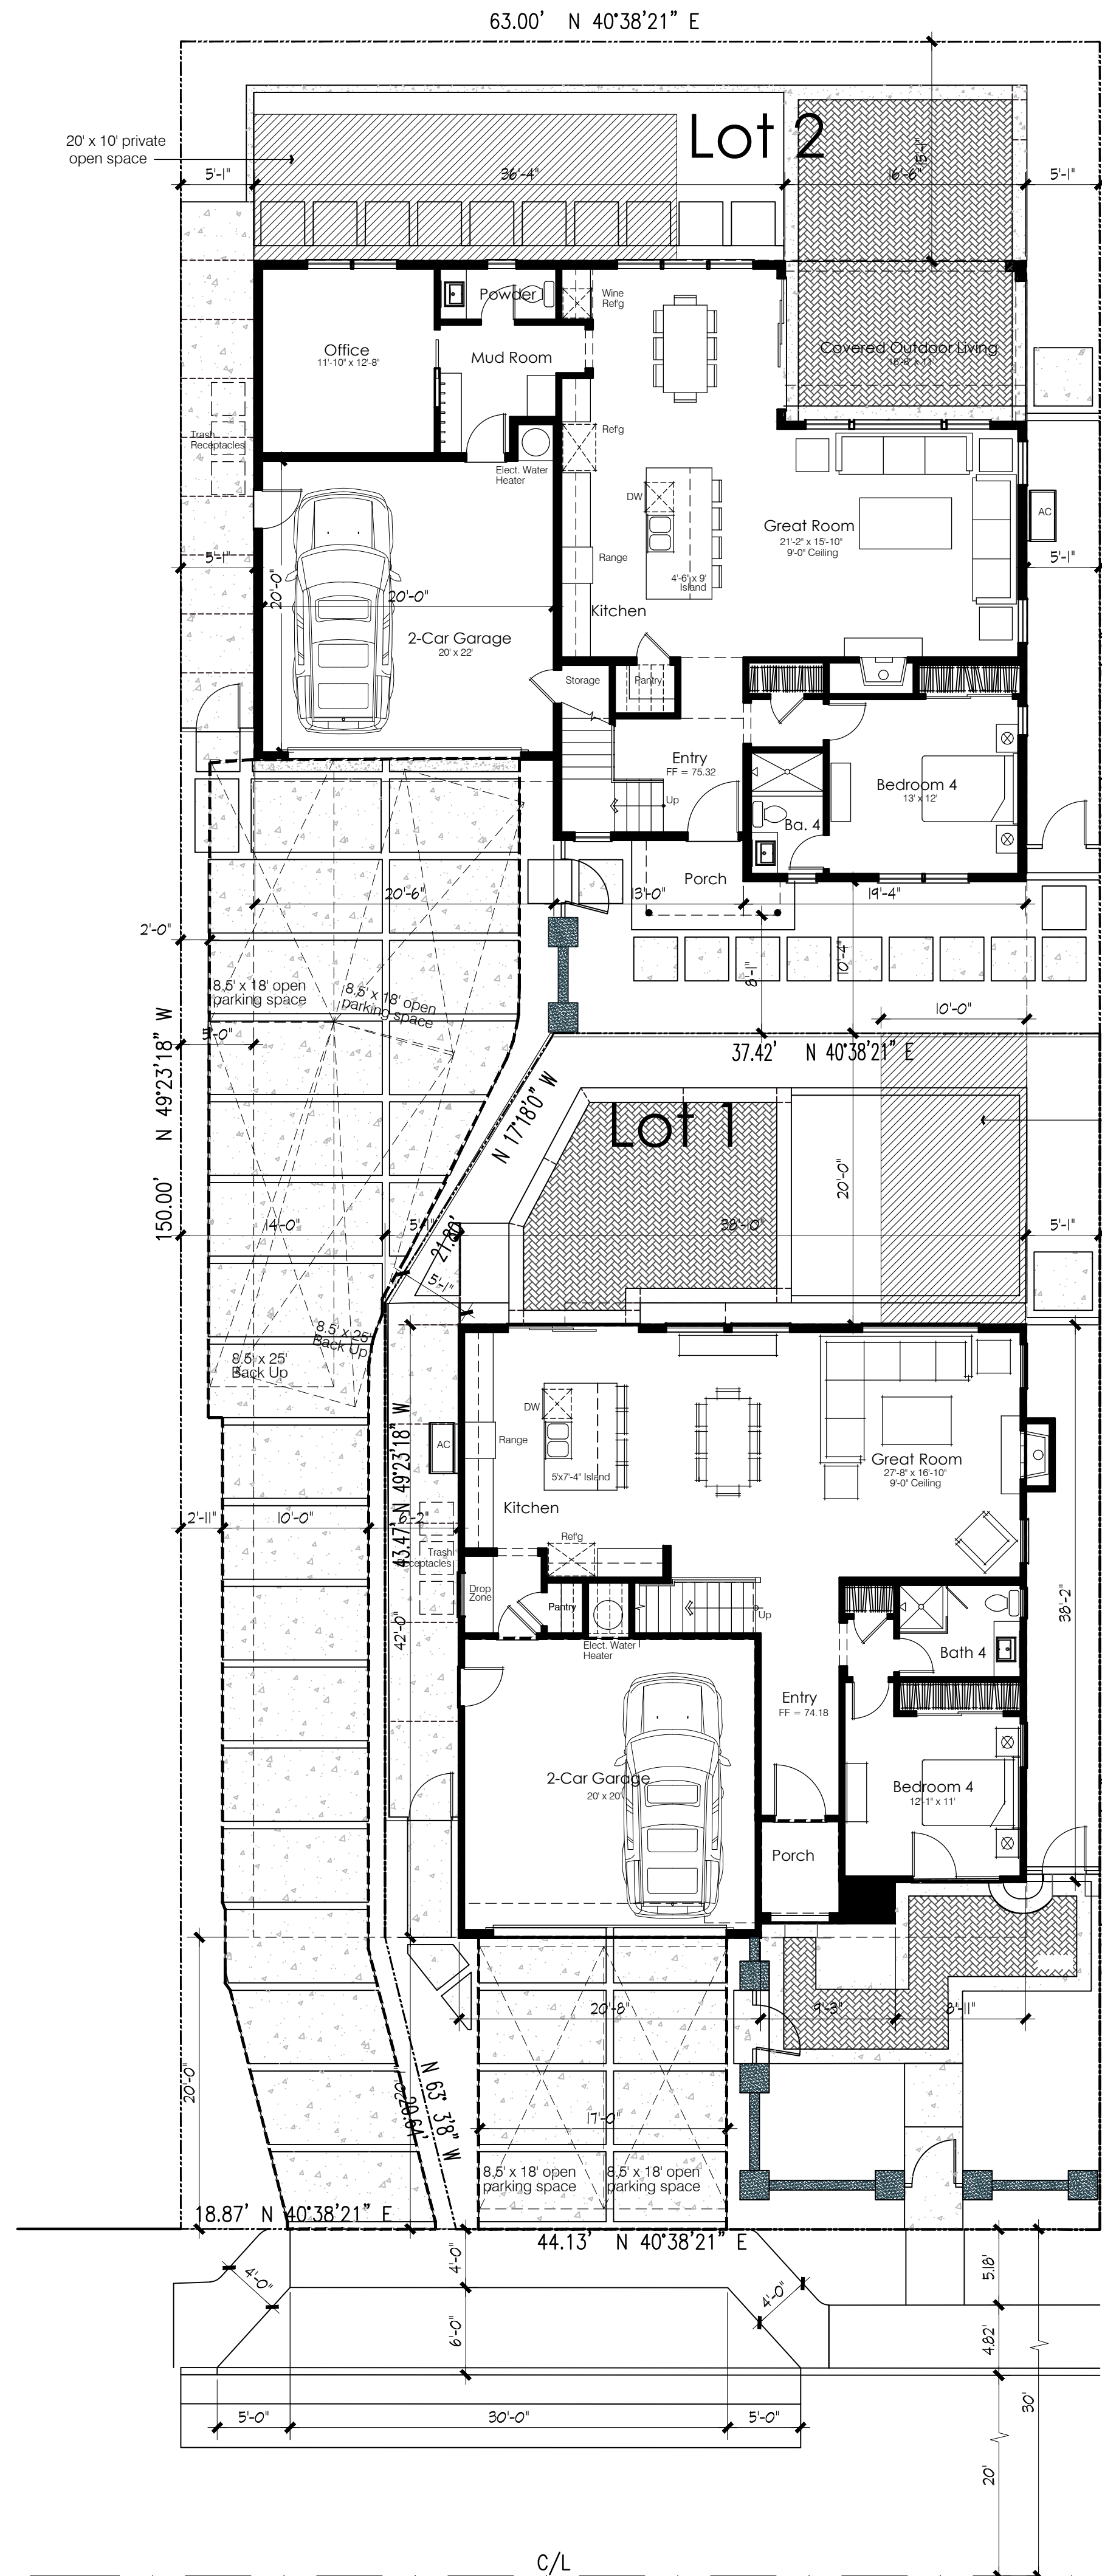 63.00' N 40°38'21" E
Lot 2
20' x 10' private
open space
15'-1"
5'-1"
36'-4"
16'-6"
5'-1"
Powder
Wine
Ref'g
Office
11'-10" x 12'-8"
Mud Room
Covered Outdoor Living
Trash
Receptacles
Ref'g
Elect. Water
Heater
DW
Great Room
21'-2" x 15'-10"
9'-0" Ceiling
AC
5'-1"
Range
5'-1"
20'-0"
20'-0"
4'-6" x 9'
Island
Kitchen
2-Car Garage
20' x 22'
Storage
Pantry
Entry
FF = 75.32
Up
Bedroom 4
13' x 12'
Ba. 4
Porch
20'-6"
13'-0"
19'-4"
2'-0"
8'-1"
10'-4"
8.5' x 18' open
parking space
8.5' x 18' open
parking space
10'-0"
5'-0"
37.42' N 40°38'21" E
150.00' N 49°23'18" W
N 17°18'0" W
21.80'
Lot 1
20'-0"
14'-0"
5'-1"
38'-10"
5'-1"
5'-1"
8.5' x 25'
Back Up
8.5' x 25'
Back Up
DW
AC
Range
5'x7'-4" Island
Great Room
27'-8" x 16'-10"
9'-0" Ceiling
Kitchen
43.47' N 49°23'18" W
2'-11"
10'-0"
6'-2"
Ref'g
Trash
Receptacles
Drop
Zone
Pantry
Up
38'-2"
42'-0"
Elect. Water
Heater
Bath 4
Entry
FF = 74.18
2-Car Garage
20' x 20'
Bedroom 4
12'-1" x 11'
Porch
20'-8"
9'-3"
8'-11"
20'-0"
N 63° 3'8" W
20.64'
17'-0"
8.5' x 18' open
parking space
8.5' x 18' open
parking space
18.87' N 40°38'21" E
44.13' N 40°38'21" E
4'-0"
4'-0"
4'-0"
5.18'
6'-0"
4.82'
30'
5'-0"
30'-0"
5'-0"
20'
C/L